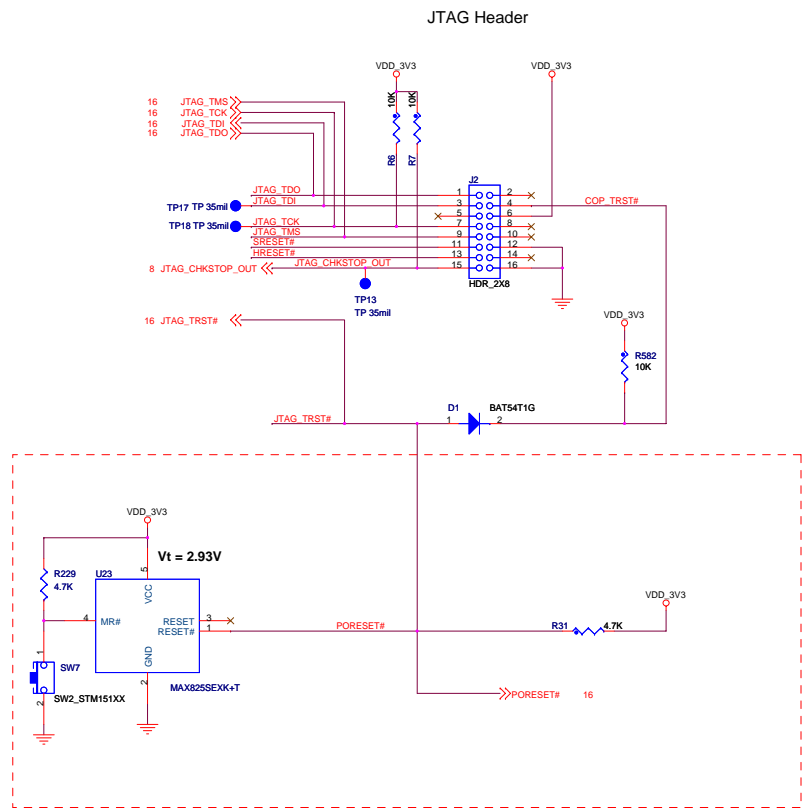 JTAG Header
VDD_3V3 VDD_3V3
10K 10K
16 JTAG_TMS
16 JTAG_TCK
16 JTAG_TDI
16 JTAG_TDO
R6 R7
J2
JTAG_TDO 1 2
TP17 TP 35mil JTAG_TDI 3 4 COP_TRST#
5 6
TP18 TP 35mil JTAG_TCK 7 8
JTAG_TMS 9 10
SRESET# 11 12
HRESET# 13 14
8 JTAG_CHKSTOP_OUT JTAG_CHKSTOP_OUT 15 16
HDR_2X8
TP13
TP 35mil
VDD_3V3
16 JTAG_TRST#
R582
10K
D1 BAT54T1G
JTAG_TRST# 1 2
VDD_3V3
Vt = 2.93V
R229
4.7K
U23
5
VCC
VDD_3V3
4 MR# RESET 3
RESET# 1 PORESET# R31 4.7K
GND
1
SW7
2
MAX825SEXK+T
PORESET# 16
2 SW2_STM151XX